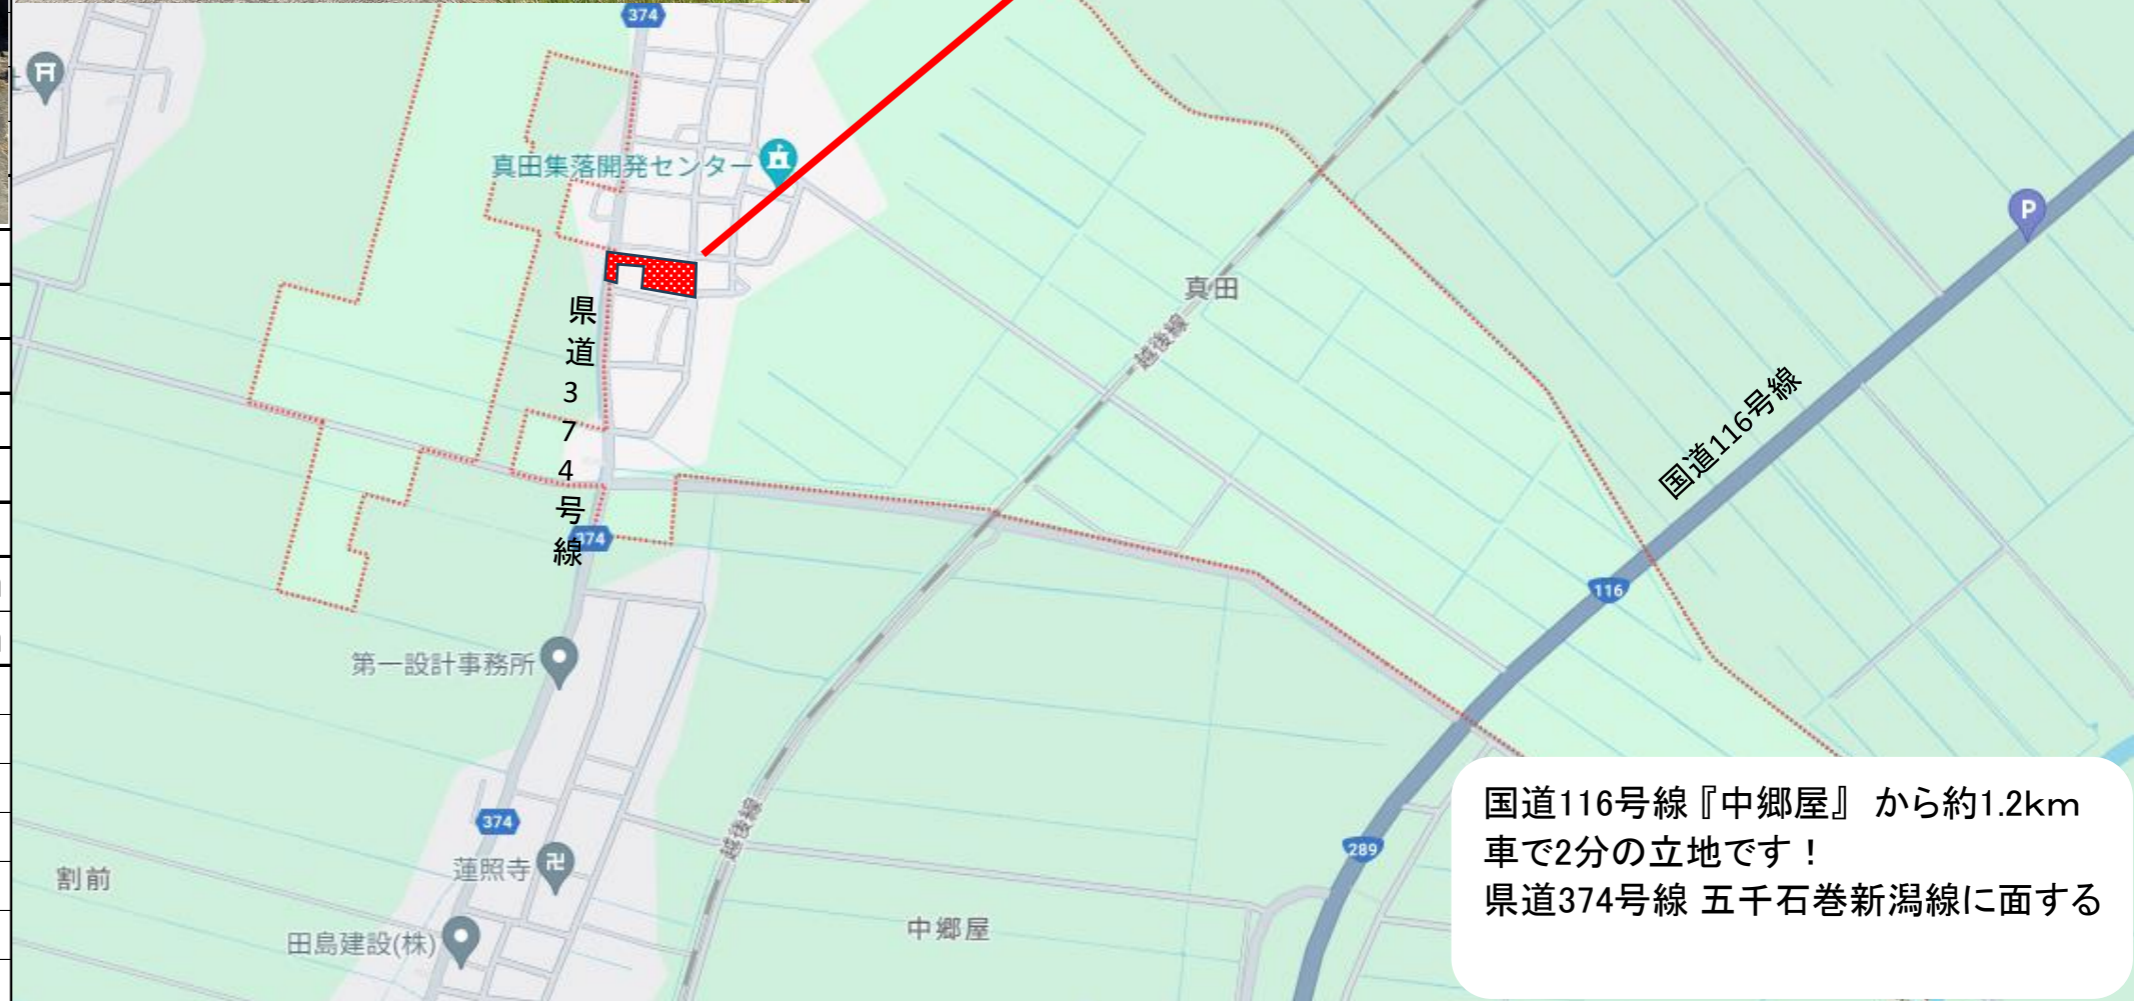 374
真田集落開発センター
P
真田
越後線
県道374号線
国道116号線
374
116
第一設計事務所
374
越後線
289
蓮照寺
割前
中郷屋
田島建設(株)
国道116号線『中郷屋』 から約1.2km
車で2分の立地です！
県道374号線 五千石巻新潟線に面する